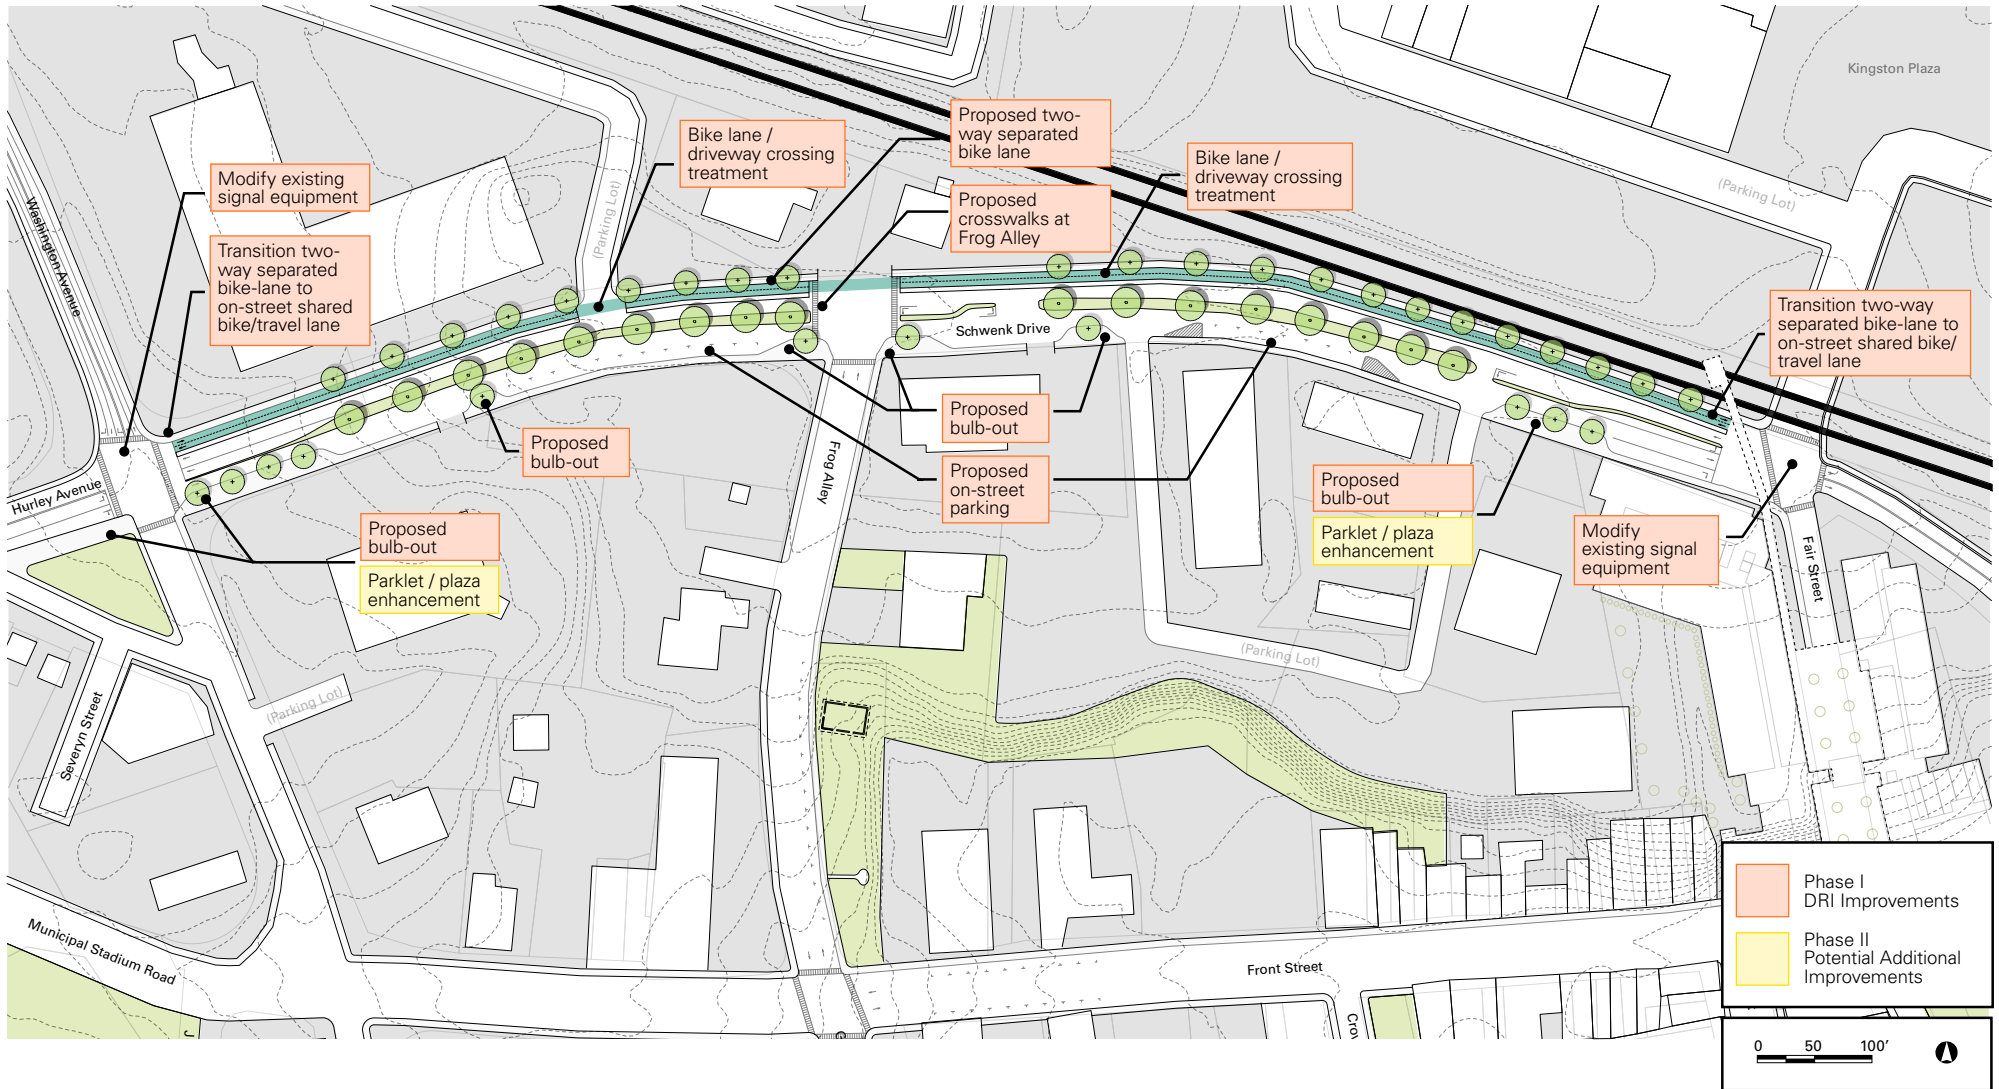 Kingston Plaza
Proposed two-
way separated
bike lane
Bike lane /
driveway crossing
treatment
Bike lane /
driveway crossing
treatment
Modify existing
signal equipment
(Parking Lot)
(Parking Lot)
Proposed
crosswalks at
Frog Alley
Washington Avenue
Transition two-
way separated
bike-lane to
on-street shared
bike/travel lane
Transition two-way
separated bike-lane to
on-street shared bike/
travel lane
Schwenk Drive
Proposed
bulb-out
Proposed
bulb-out
Frog Alley
Proposed
on-street
parking
Proposed
bulb-out
Parklet / plaza
enhancement
Hurley Avenue
Proposed
bulb-out
Parklet / plaza
enhancement
Modify
existing signal
equipment
Fair Street
(Parking Lot)
(Parking Lot)
Severyn Street
Municipal Stadium Road
Front Street
Phase I
DRI Improvements
Phase II
Potential Additional
Improvements
0 50 100'